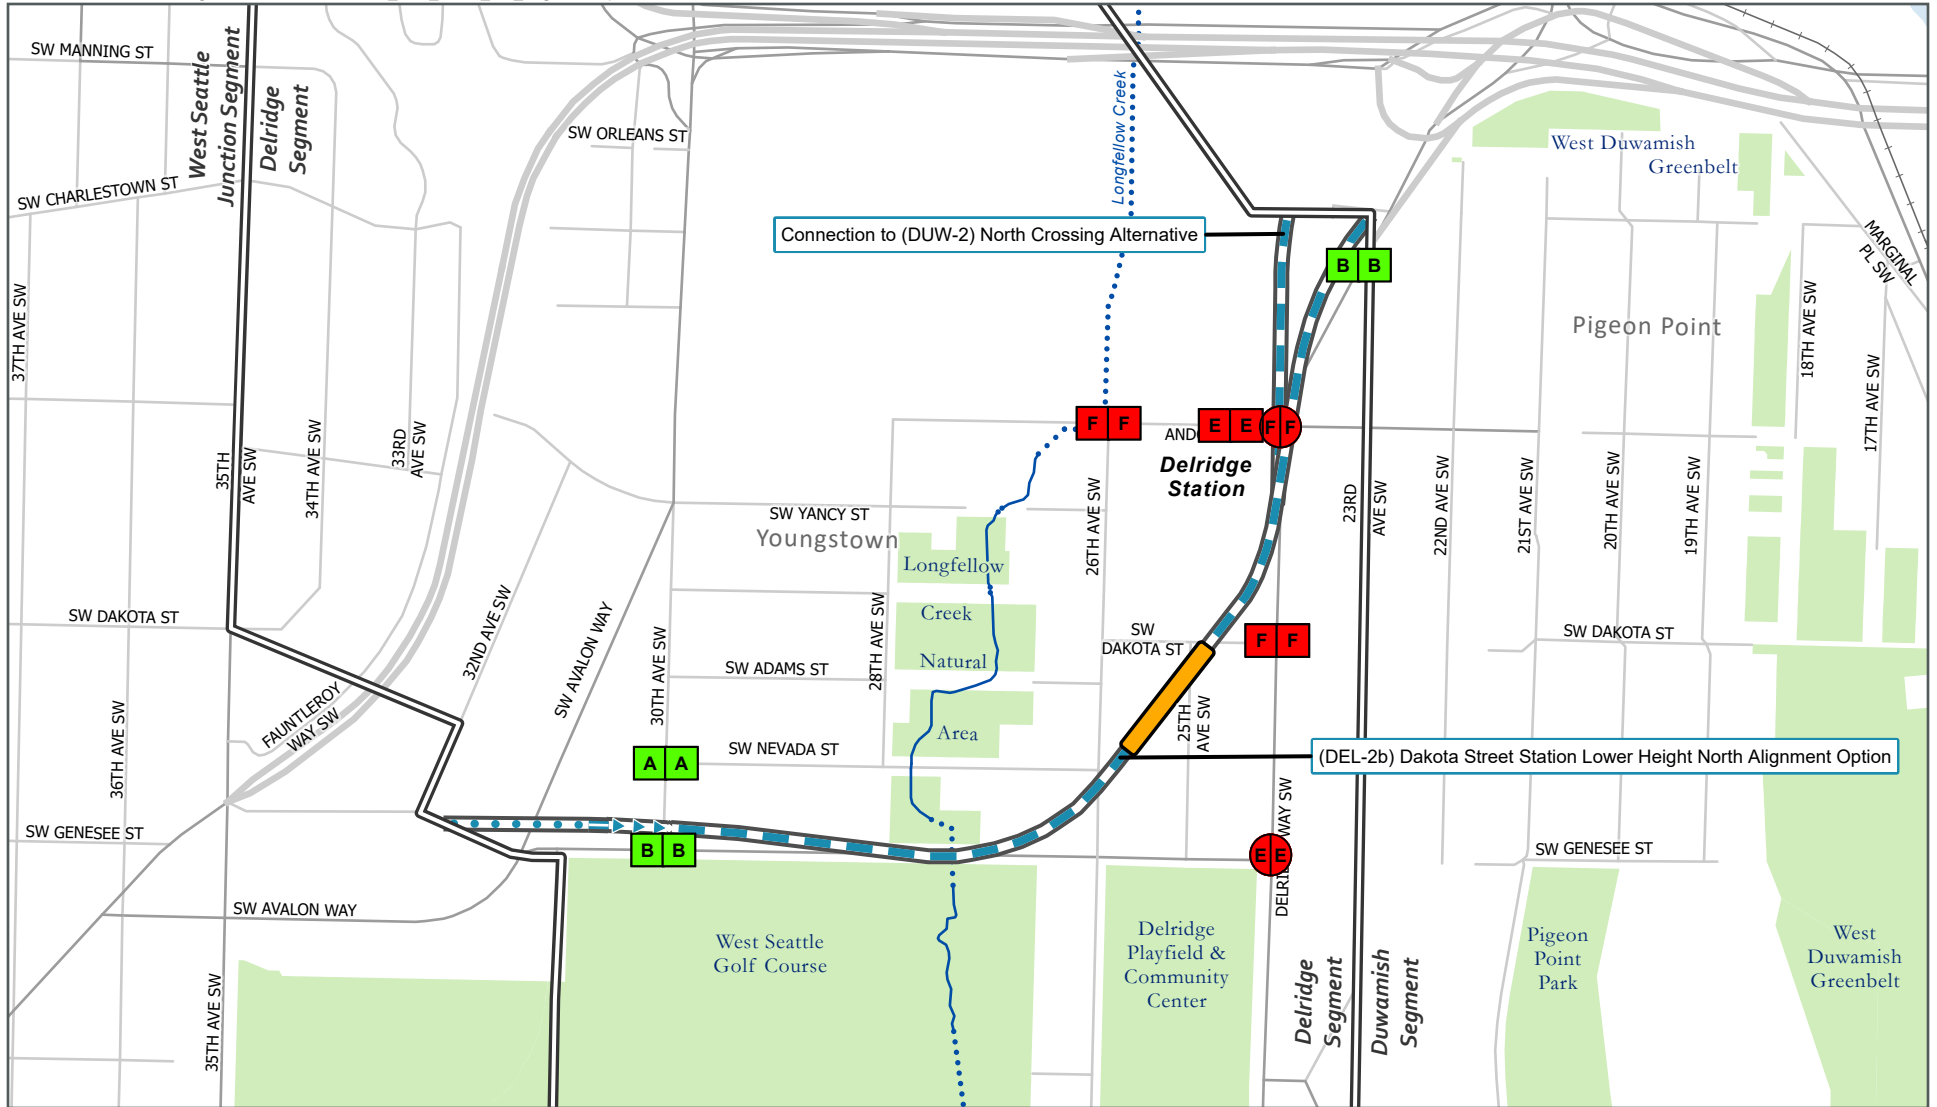 SW MANNING ST
West Seattle
Junction Segment
Delridge
Segment
SW ORLEANS ST
Longfellow Creek
West Duwamish
Greenbelt
SW CHARLESTOWN ST
Connection to (DUW-2) North Crossing Alternative
B B
MARGINAL
PL SW
37TH AVE SW
Pigeon Point
18TH AVE SW
17TH AVE SW
F F
AND
E E
F F
Delridge
Station
35TH
AVE SW
34TH AVE SW
33RD
AVE SW
26TH AVE SW
23RD
AVE SW
22ND AVE SW
21ST AVE SW
20TH AVE SW
19TH AVE SW
SW YANCY ST
Youngstown
Longfellow
Creek
Natural
Area
SW DAKOTA ST
32ND AVE SW
SW AVALON WAY
30TH AVE SW
28TH AVE SW
SW ADAMS ST
SW
DAKOTA ST
F F
SW DAKOTA ST
36TH AVE SW
FAUNTLEROY
WAY SW
A A
SW NEVADA ST
25TH
AVE SW
(DEL-2b) Dakota Street Station Lower Height North Alignment Option
SW GENESEE ST
B B
E E
DELRI
WAY SW
SW GENESEE ST
SW AVALON WAY
35TH AVE SW
West Seattle
Golf Course
Delridge
Playfield &
Community
Center
Delridge
Segment
Duwamish
Segment
Pigeon
Point
Park
West
Duwamish
Greenbelt